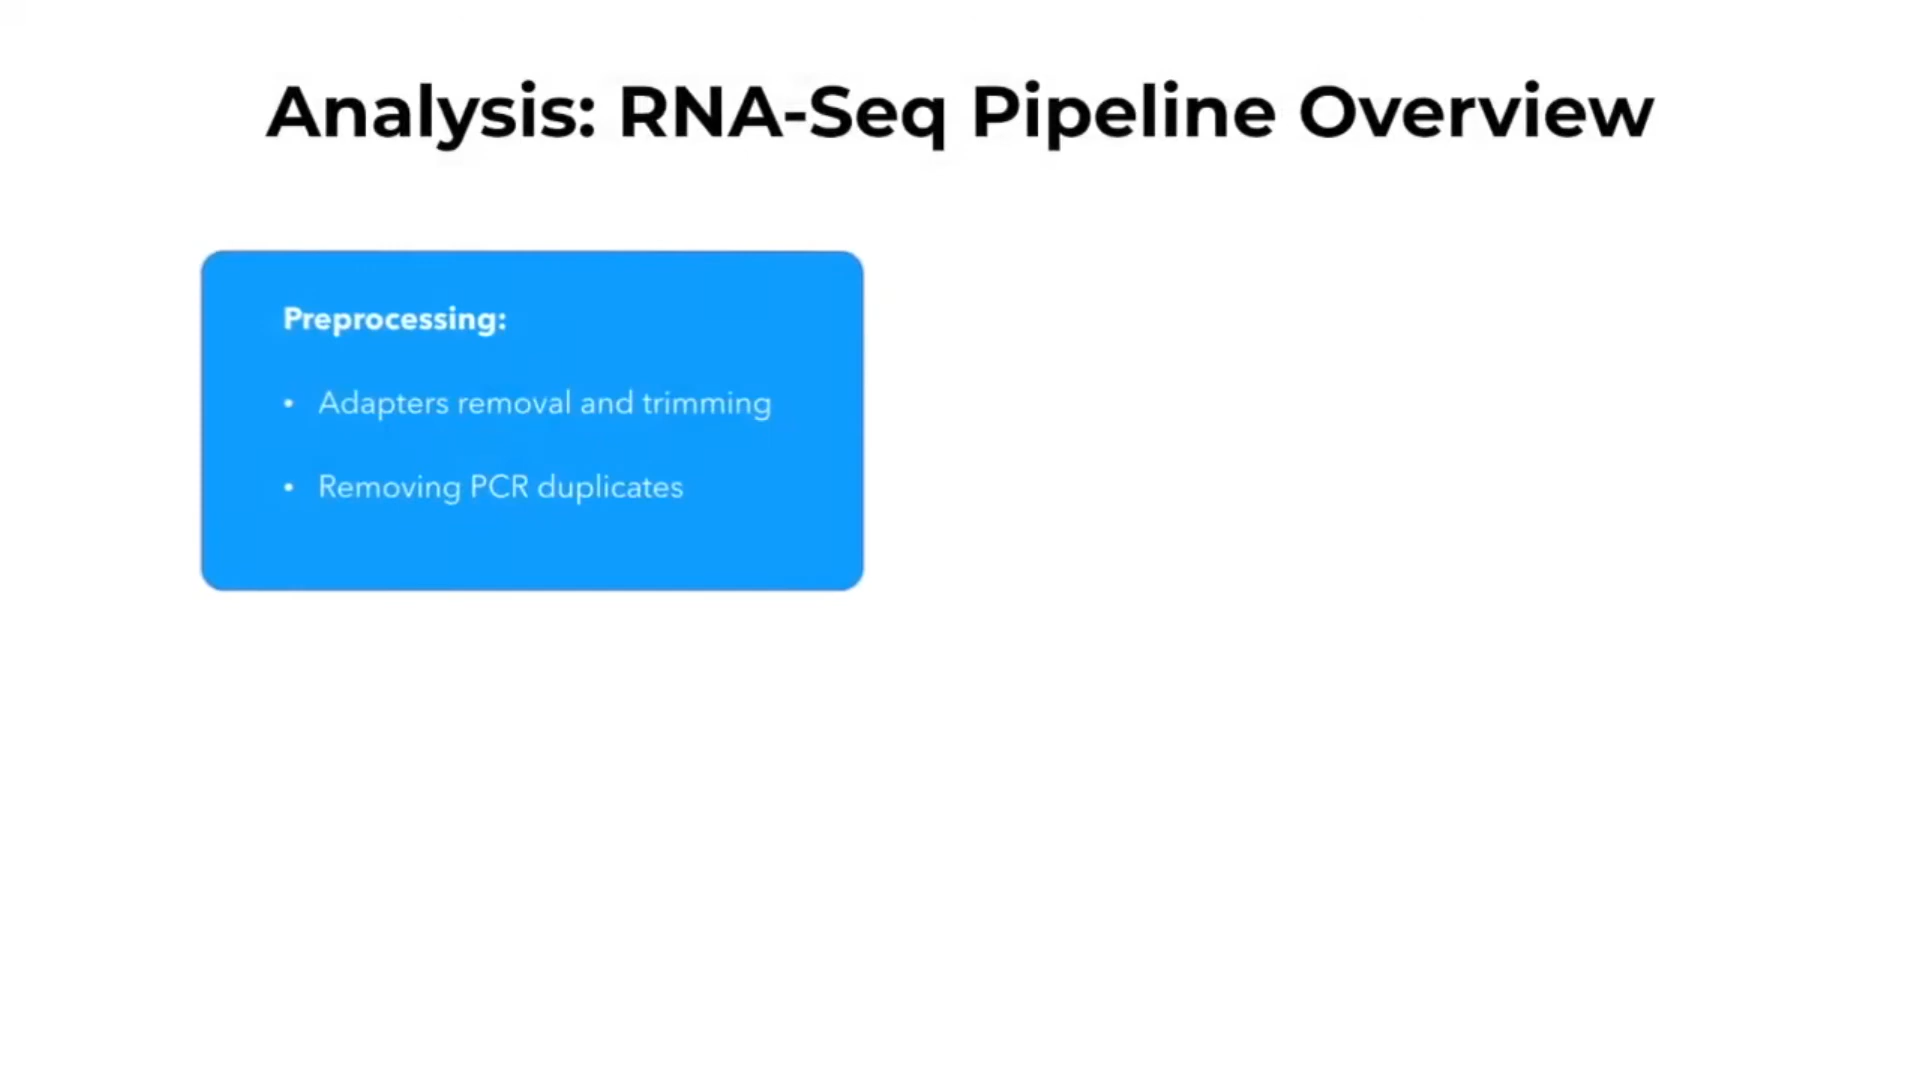 Analysis: RNA-Seq Pipeline Overview
Preprocessing:
• Adapters removal and trimming
• Removing PCR duplicates